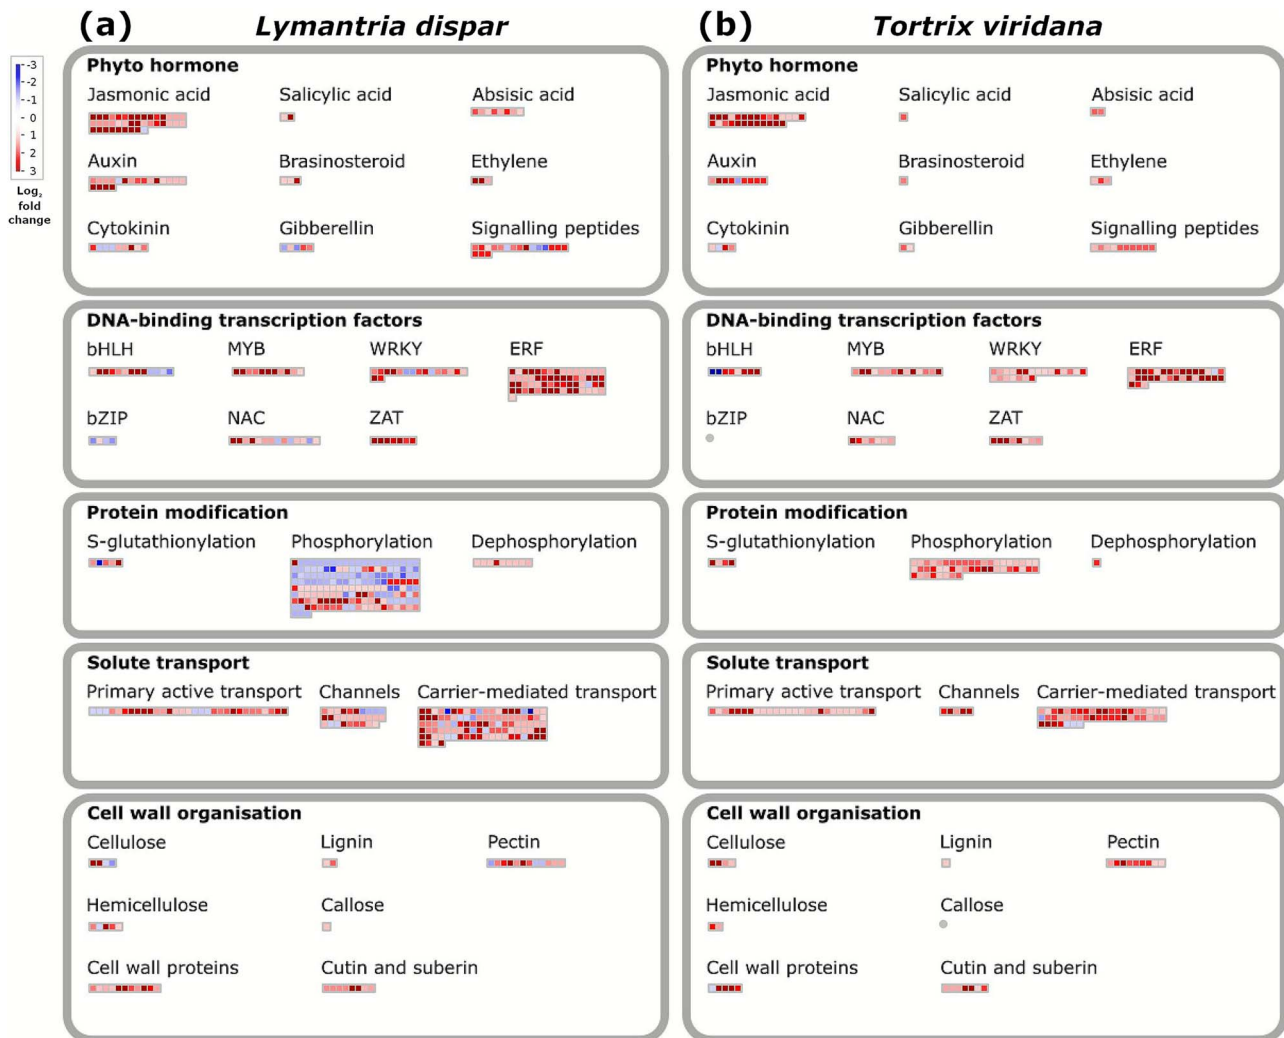 (a) Lymantria dispar (b) Tortrix viridana
-3
-2
-1
0
1
2
3
Log2
fold
change
Phyto hormone
Jasmonic acid Salicylic acid Absisic acid
Auxin Brasinosteroid Ethylene
Cytokinin Gibberellin Signalling peptides
DNA-binding transcription factors
bHLH MYB WRKY ERF
bZIP NAC ZAT
Protein modification
S-glutathionylation Phosphorylation Dephosphorylation
Solute transport
Primary active transport Channels Carrier-mediated transport
Cell wall organisation
Cellulose Lignin Pectin
Hemicellulose Callose
Cell wall proteins Cutin and suberin
Phyto hormone
Jasmonic acid Salicylic acid Absisic acid
Auxin Brasinosteroid Ethylene
Cytokinin Gibberellin Signalling peptides
DNA-binding transcription factors
bHLH MYB WRKY ERF
bZIP NAC ZAT
Protein modification
S-glutathionylation Phosphorylation Dephosphorylation
Solute transport
Primary active transport Channels Carrier-mediated transport
Cell wall organisation
Cellulose Lignin Pectin
Hemicellulose Callose
Cell wall proteins Cutin and suberin